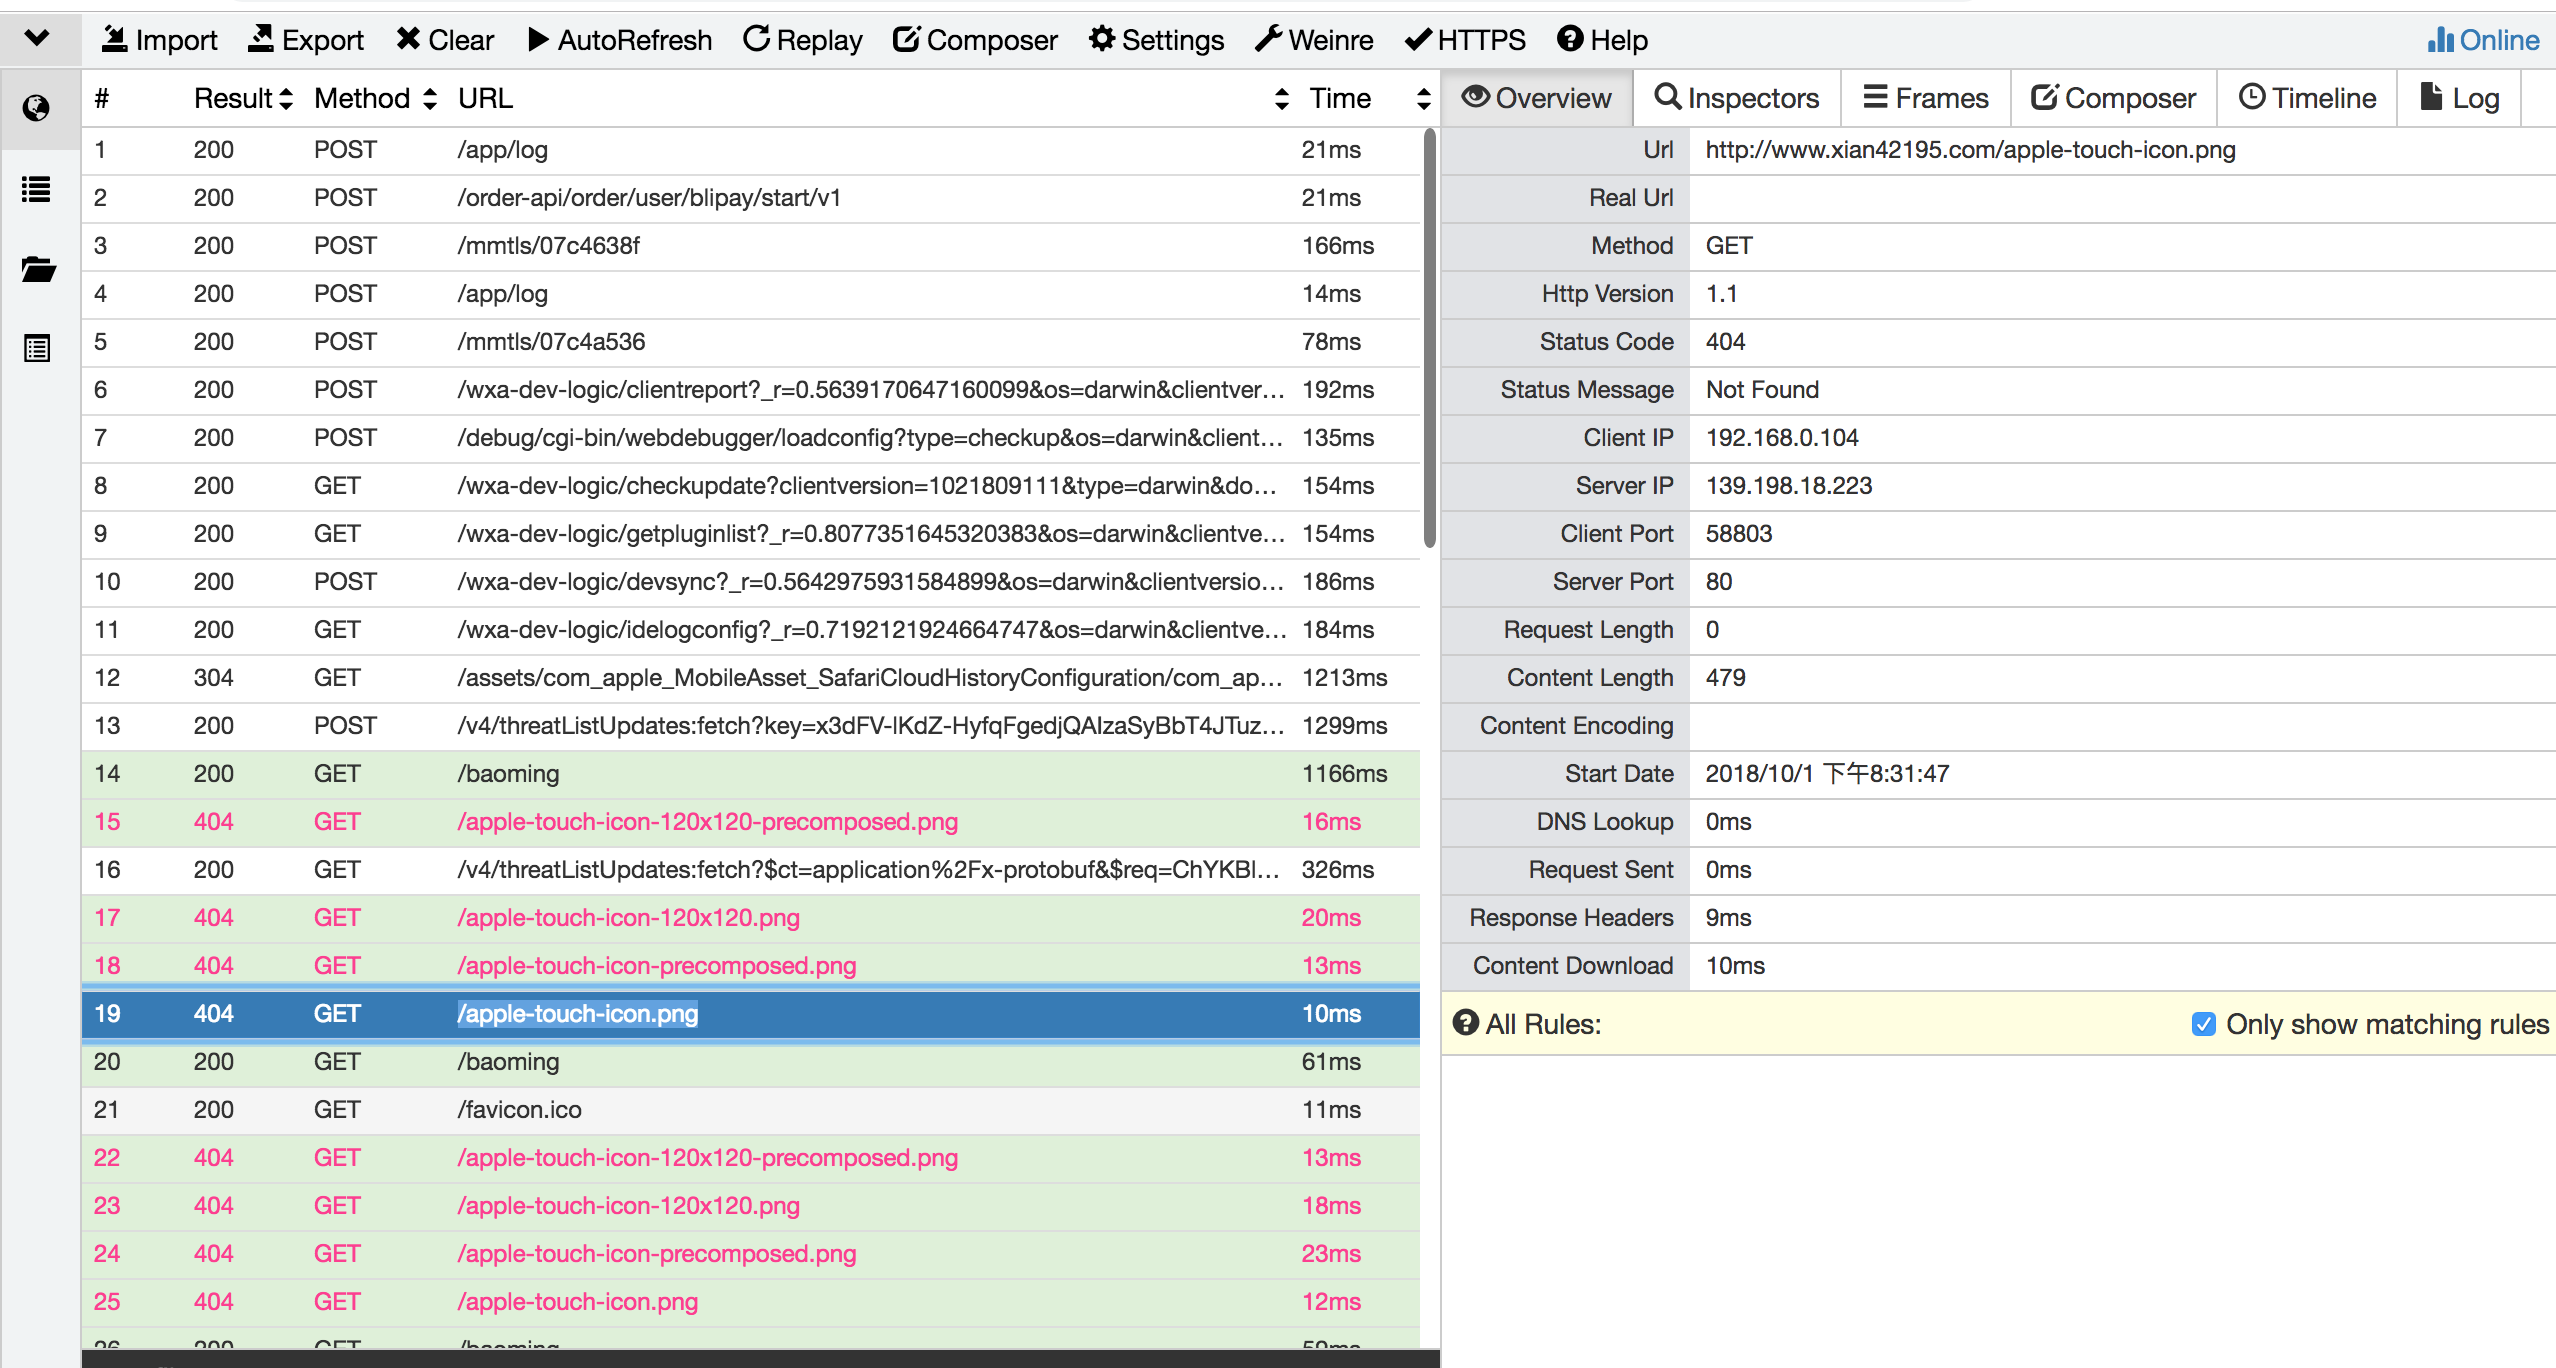 Import Export Clear AutoRefresh Replay Composer Settings Weinre HTTPS Help Online
# Result Method URL Time
1 200 POST /app/log 21ms
2 200 POST /order-api/order/user/blipay/start/v1 21ms
3 200 POST /mmtls/07c4638f 166ms
4 200 POST /app/log 14ms
5 200 POST /mmtls/07c4a536 78ms
6 200 POST /wxa-dev-logic/clientreport?_r=0.5639170647160099&os=darwin&clientver... 192ms
7 200 POST /debug/cgi-bin/webdebugger/loadconfig?type=checkup&os=darwin&client... 135ms
8 200 GET /wxa-dev-logic/checkupdate?clientversion=1021809111&type=darwin&do... 154ms
9 200 GET /wxa-dev-logic/getpluginlist?_r=0.8077351645320383&os=darwin&clientve... 154ms
10 200 POST /wxa-dev-logic/devsync?_r=0.5642975931584899&os=darwin&clientversio... 186ms
11 200 GET /wxa-dev-logic/idelogconfig?_r=0.7192121924664747&os=darwin&clientve... 184ms
12 304 GET /assets/com_apple_MobileAsset_SafariCloudHistoryConfiguration/com_ap... 1213ms
13 200 POST /v4/threatListUpdates:fetch?key=x3dFV-lKdZ-HyfqFgedjQAIzaSyBbT4JTuz... 1299ms
14 200 GET /baoming 1166ms
15 404 GET /apple-touch-icon-120x120-precomposed.png 16ms
16 200 GET /v4/threatListUpdates:fetch?$ct=application%2Fx-protobuf&$req=ChYKBl... 326ms
17 404 GET /apple-touch-icon-120x120.png 20ms
18 404 GET /apple-touch-icon-precomposed.png 13ms
19 404 GET /apple-touch-icon.png 10ms
20 200 GET /baoming 61ms
21 200 GET /favicon.ico 11ms
22 404 GET /apple-touch-icon-120x120-precomposed.png 13ms
23 404 GET /apple-touch-icon-120x120.png 18ms
24 404 GET /apple-touch-icon-precomposed.png 23ms
25 404 GET /apple-touch-icon.png 12ms
26 200 GET /baoming 59ms
Overview Inspectors Frames Composer Timeline Log
Url http://www.xian42195.com/apple-touch-icon.png
Real Url
Method GET
Http Version 1.1
Status Code 404
Status Message Not Found
Client IP 192.168.0.104
Server IP 139.198.18.223
Client Port 58803
Server Port 80
Request Length 0
Content Length 479
Content Encoding
Start Date 2018/10/1 下午8:31:47
DNS Lookup 0ms
Request Sent 0ms
Response Headers 9ms
Content Download 10ms
All Rules: Only show matching rules